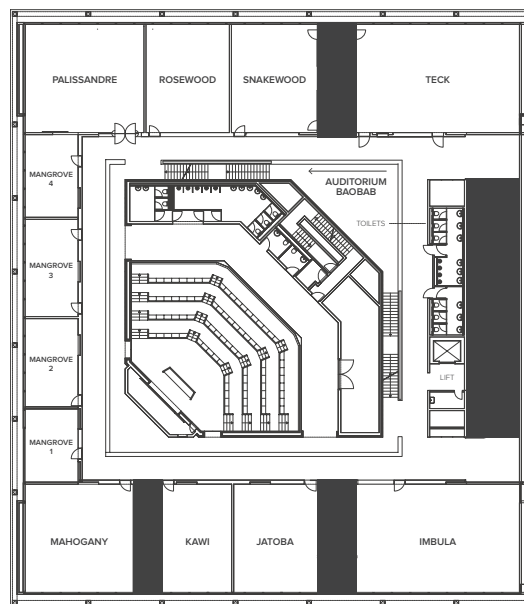 PALISSANDRE
ROSEWOOD
SNAKEWOOD
TECK
MANGROVE
4
AUDITORIUM
BAOBAB
TOILETS
MANGROVE
3
MANGROVE
2
LIFT
MANGROVE
1
MAHOGANY
KAWI
JATOBA
IMBULA